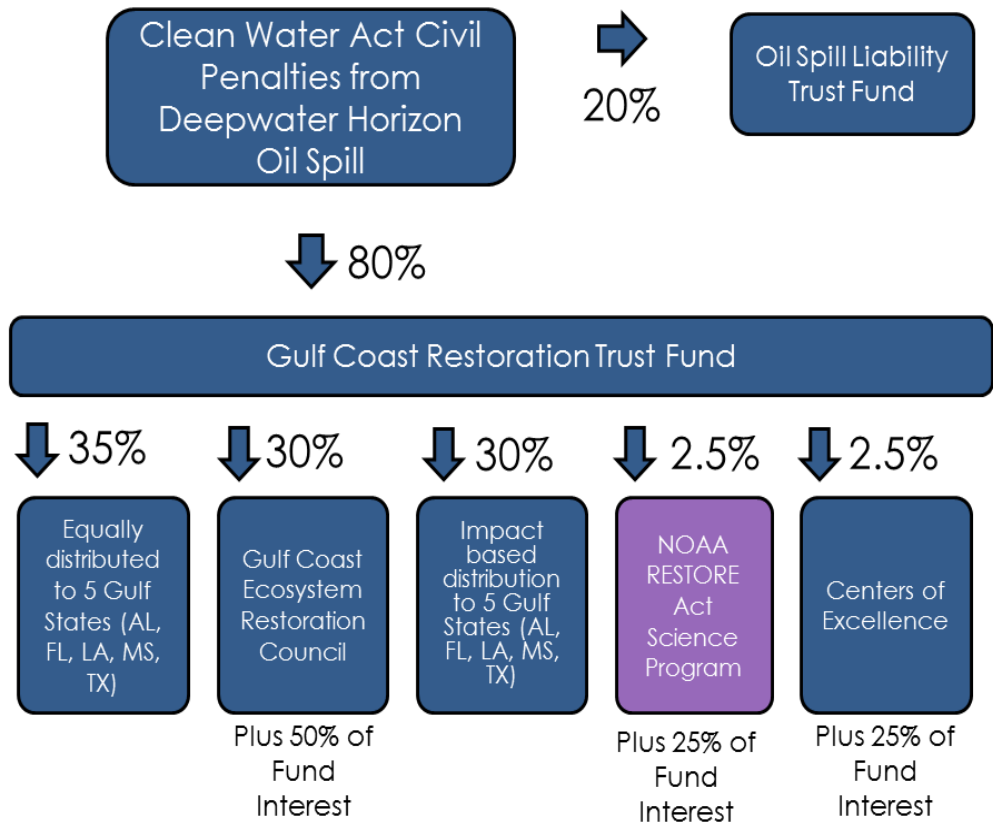 Clean Water Act Civil
Penalties from
Deepwater Horizon
Oil Spill
20%
Oil Spill Liability
Trust Fund
80%
Gulf Coast Restoration Trust Fund
35%
30%
30%
2.5%
2.5%
Equally
distributed
to 5 Gulf
States (AL,
FL, LA, MS,
TX)
Gulf Coast
Ecosystem
Restoration
Council
Plus 50% of
Fund
Interest
Impact
based
distribution
to 5 Gulf
States (AL,
FL, LA, MS,
TX)
NOAA
RESTORE
Act
Science
Program
Plus 25% of
Fund
Interest
Centers of
Excellence
Plus 25% of
Fund
Interest